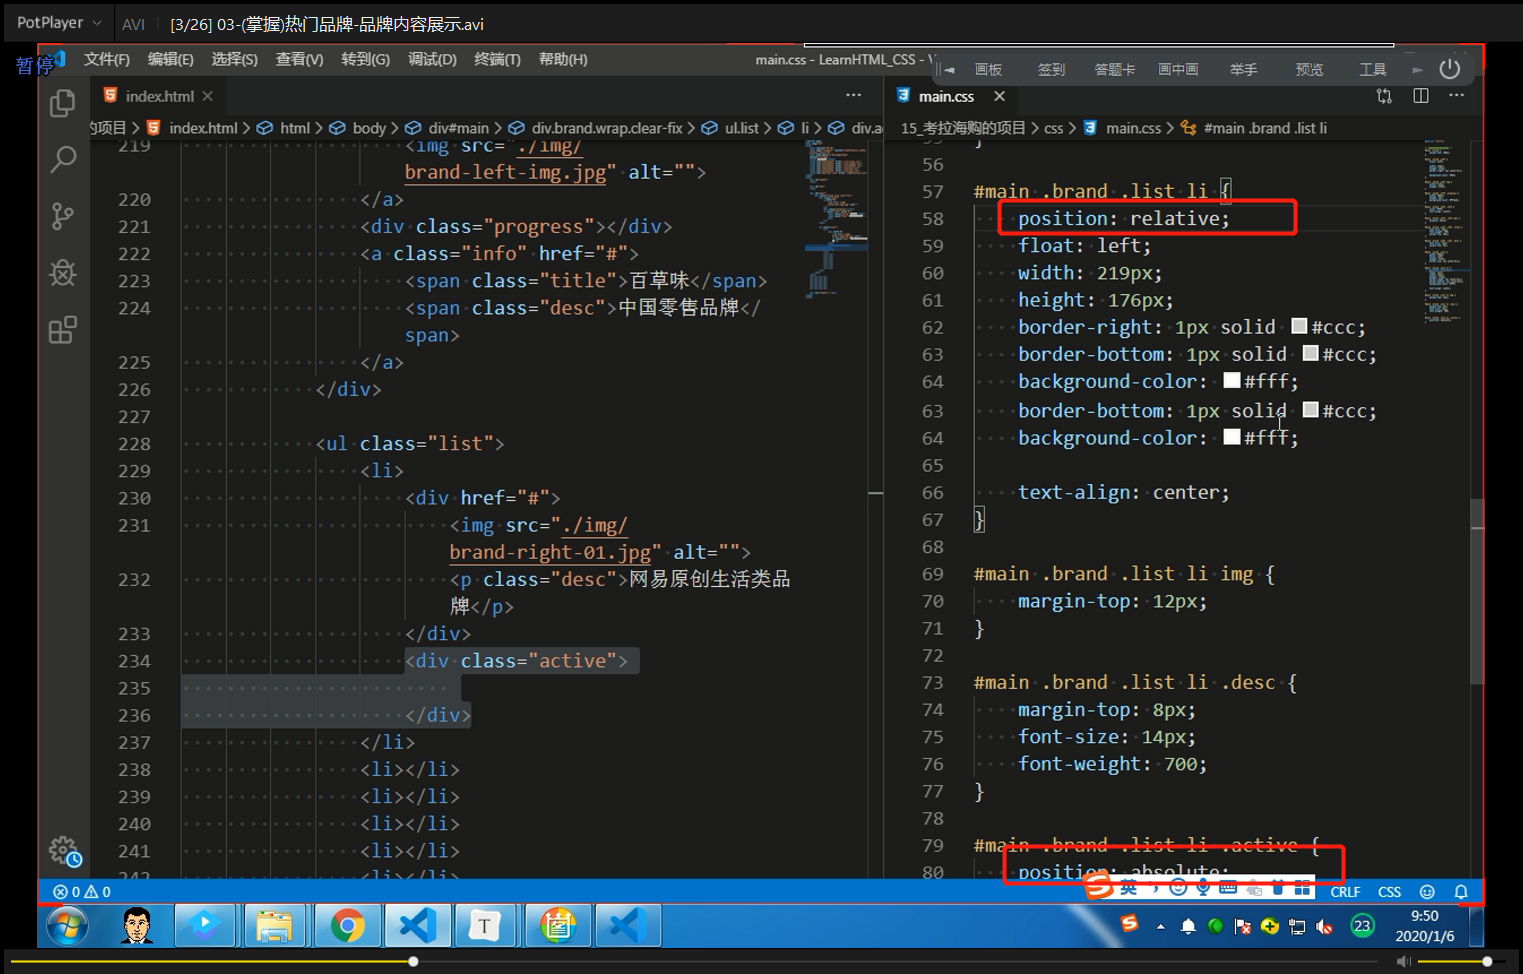 PotPlayer AVI [3/26] 03-(掌握)热门品牌-品牌内容展示.avi
暂停
文件(F) 编辑(E) 选择(S) 查看(V) 转到(G) 调试(D) 终端(T) 帮助(H) main.css - LearnHTML_CSS -
画板 签到 答题卡 画中画 举手 预览 工具
index.html
main.css
的项目 > index.html > html > body > div#main > div.brand.wrap.clear-fix > ul.list > li > div.a
15_考拉海购的项目 > css > main.css > #main .brand .list li
219 <img src="./img/
brand-left-img.jpg" alt="">
220 </a>
221 <div class="progress"></div>
222 <a class="info" href="#">
223 <span class="title">百草味</span>
224 <span class="desc">中国零售品牌</
span>
225 </a>
226 </div>
227
228 <ul class="list">
229 <li>
230 <div href="#">
231 <img src="./img/
brand-right-01.jpg" alt="">
232 <p class="desc">网易原创生活类品
牌</p>
233 </div>
234 <div class="active">
235
236 </div>
237 </li>
238 <li></li>
239 <li></li>
240 <li></li>
241 <li></li>
242 <li></li>
55 }
56
57 #main .brand .list li {
58 position: relative;
59 float: left;
60 width: 219px;
61 height: 176px;
62 border-right: 1px solid #ccc;
63 border-bottom: 1px solid #ccc;
64 background-color: #fff;
63 border-bottom: 1px solid #ccc;
64 background-color: #fff;
65
66 text-align: center;
67 }
68
69 #main .brand .list li img {
70 margin-top: 12px;
71 }
72
73 #main .brand .list li .desc {
74 margin-top: 8px;
75 font-size: 14px;
76 font-weight: 700;
77 }
78
79 #main .brand .list li .active {
80 position: absolute;
英
0 0 CRLF CSS
T
23
9:50
2020/1/6